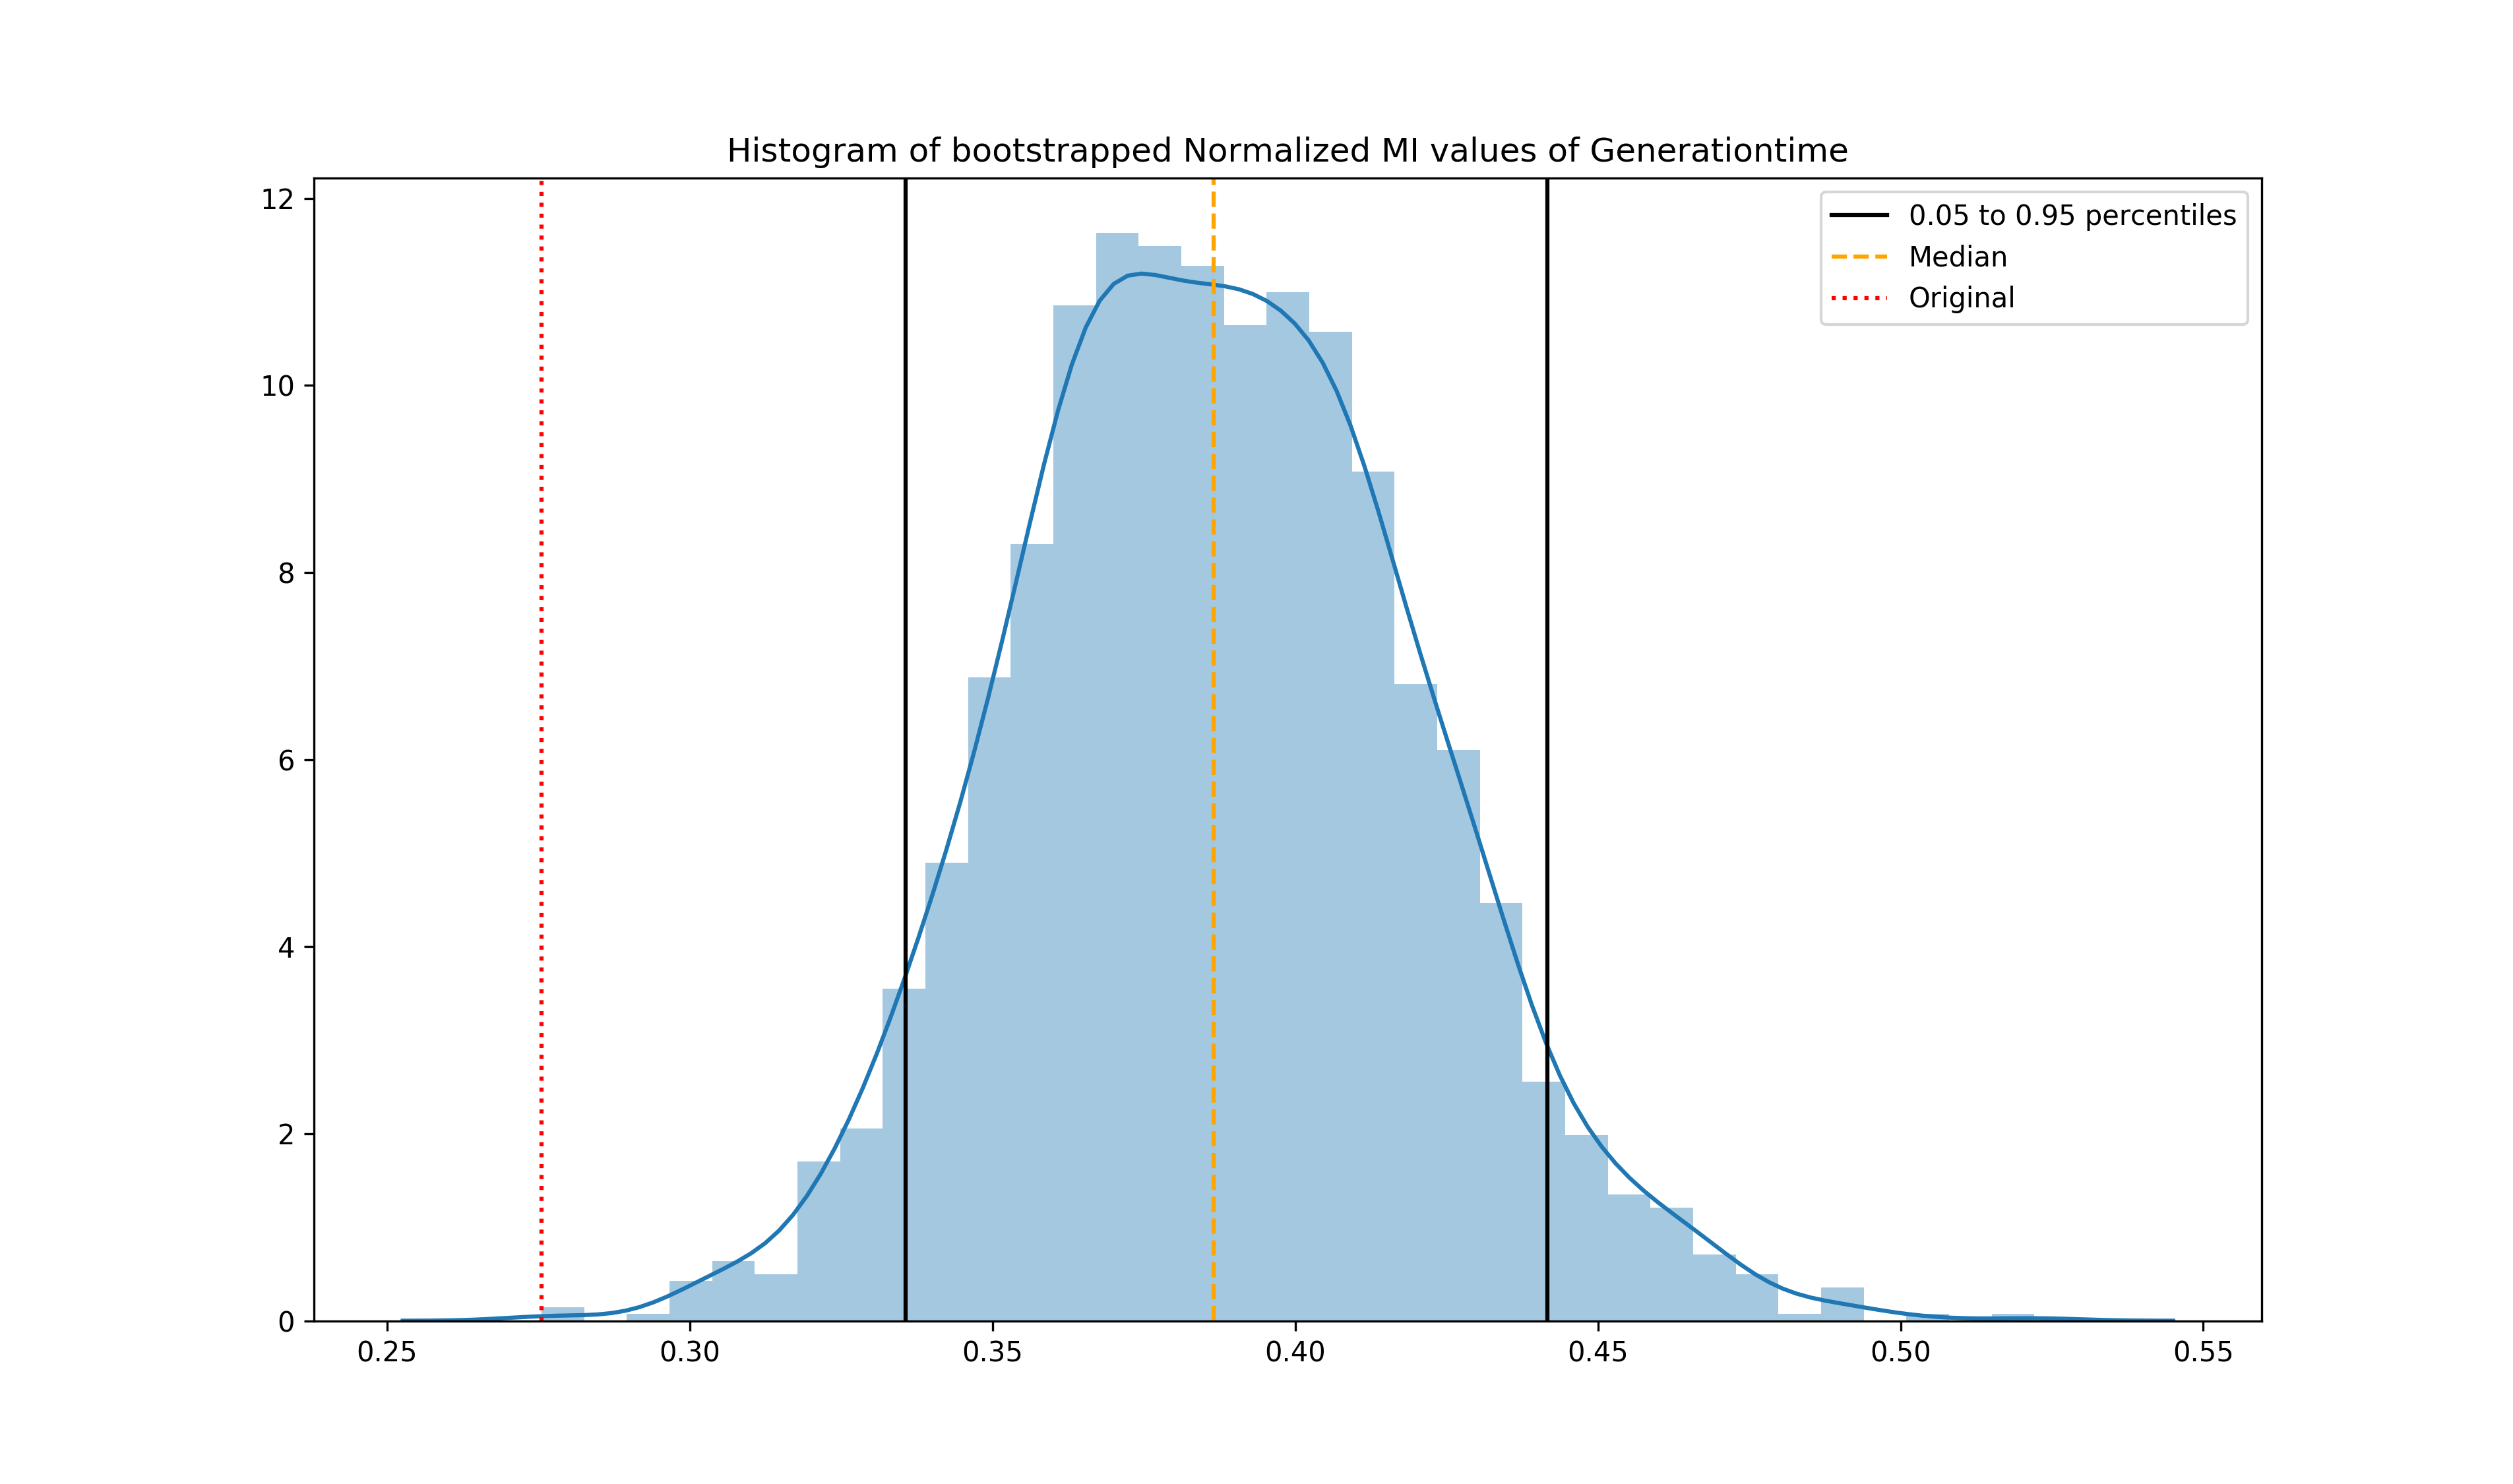 Histogram of bootstrapped Normalized MI values of Generationtime
0.05 to 0.95 percentiles
Median
Original
12
10
8
6
4
2
0
0.25 0.30 0.35 0.40 0.45 0.50 0.55